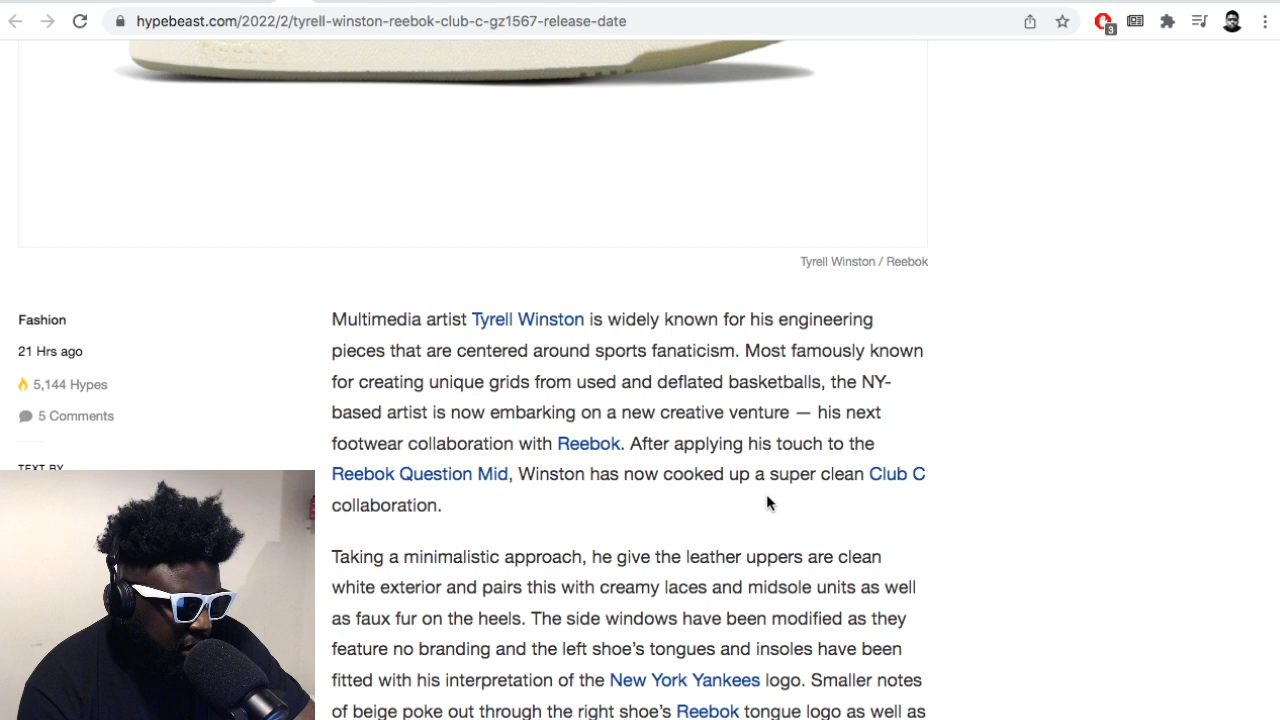 hypebeast.com/2022/2/tyrell-winston-reebok-club-c-gz1567-release-date
3
Tyrell Winston / Reebok
Fashion
21 Hrs ago
5,144 Hypes
5 Comments
TEXT BY
Multimedia artist Tyrell Winston is widely known for his engineering
pieces that are centered around sports fanaticism. Most famously known
for creating unique grids from used and deflated basketballs, the NY-
based artist is now embarking on a new creative venture — his next
footwear collaboration with Reebok. After applying his touch to the
Reebok Question Mid, Winston has now cooked up a super clean Club C
collaboration.
Taking a minimalistic approach, he give the leather uppers are clean
white exterior and pairs this with creamy laces and midsole units as well
as faux fur on the heels. The side windows have been modified as they
feature no branding and the left shoe's tongues and insoles have been
fitted with his interpretation of the New York Yankees logo. Smaller notes
of beige poke out through the right shoe's Reebok tongue logo as well as